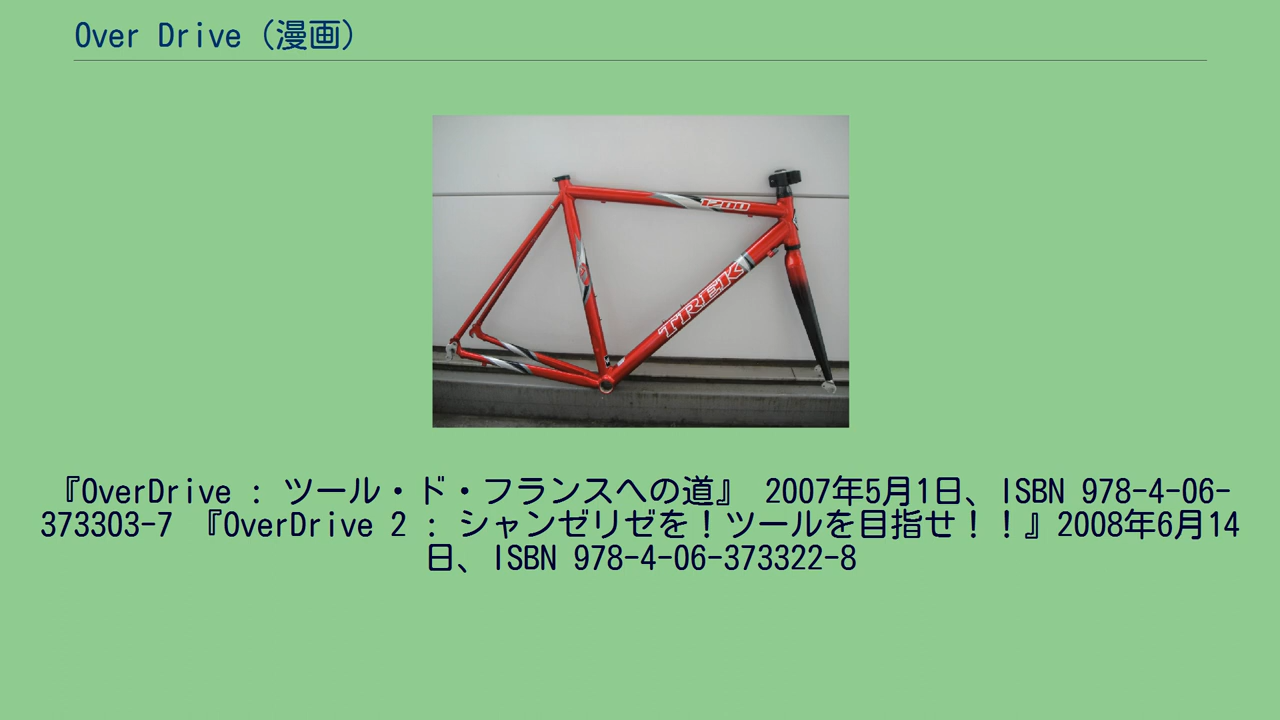 Over Drive (漫画)
1200
TREK
『OverDrive : ツール・ド・フランスへの道』 2007年5月1日、ISBN 978-4-06-
373303-7 『OverDrive 2 : シャンゼリゼを！ツールを目指せ！！』2008年6月14
日、ISBN 978-4-06-373322-8